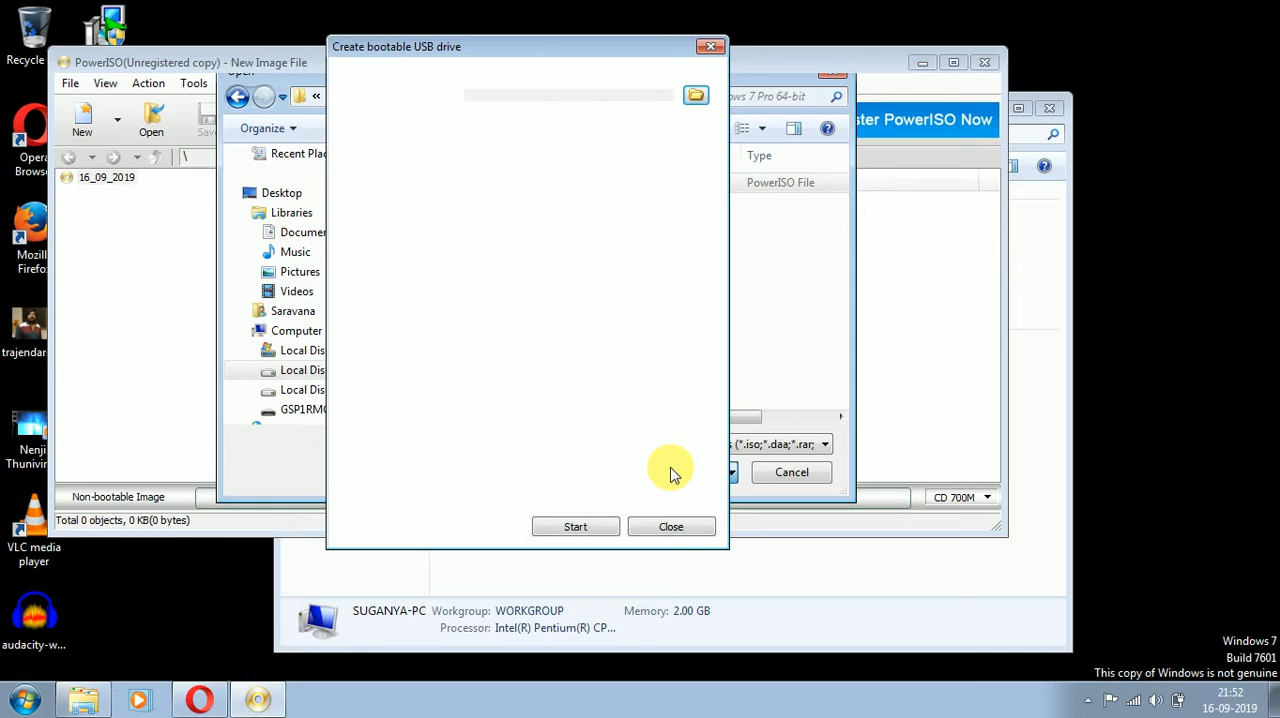 Recycle
PowerISO(Unregistered copy) - New Image File
File View Action Tools
New
Open
Save
\
16_09_2019
Non-bootable Image
Total 0 objects, 0 KB(0 bytes)
Create bootable USB drive
Start
Close
Open
«
Organize
Recent Plac
Desktop
Libraries
Documen
Music
Pictures
Videos
Saravana
Computer
Local Dis
Local Dis
Local Dis
GSP1RMC
ws 7 Pro 64-bit
Type
PowerISO File
s (*.iso;*.daa;*.rar;
Cancel
ster PowerISO Now
CD 700M
Opera
Browse
Mozil
Firefo
trajendar
Nenji
Thunivin
VLC media
player
audacity-w...
SUGANYA-PC Workgroup: WORKGROUP Memory: 2.00 GB
Processor: Intel(R) Pentium(R) CP...
Windows 7
Build 7601
This copy of Windows is not genuine
21:52
16-09-2019